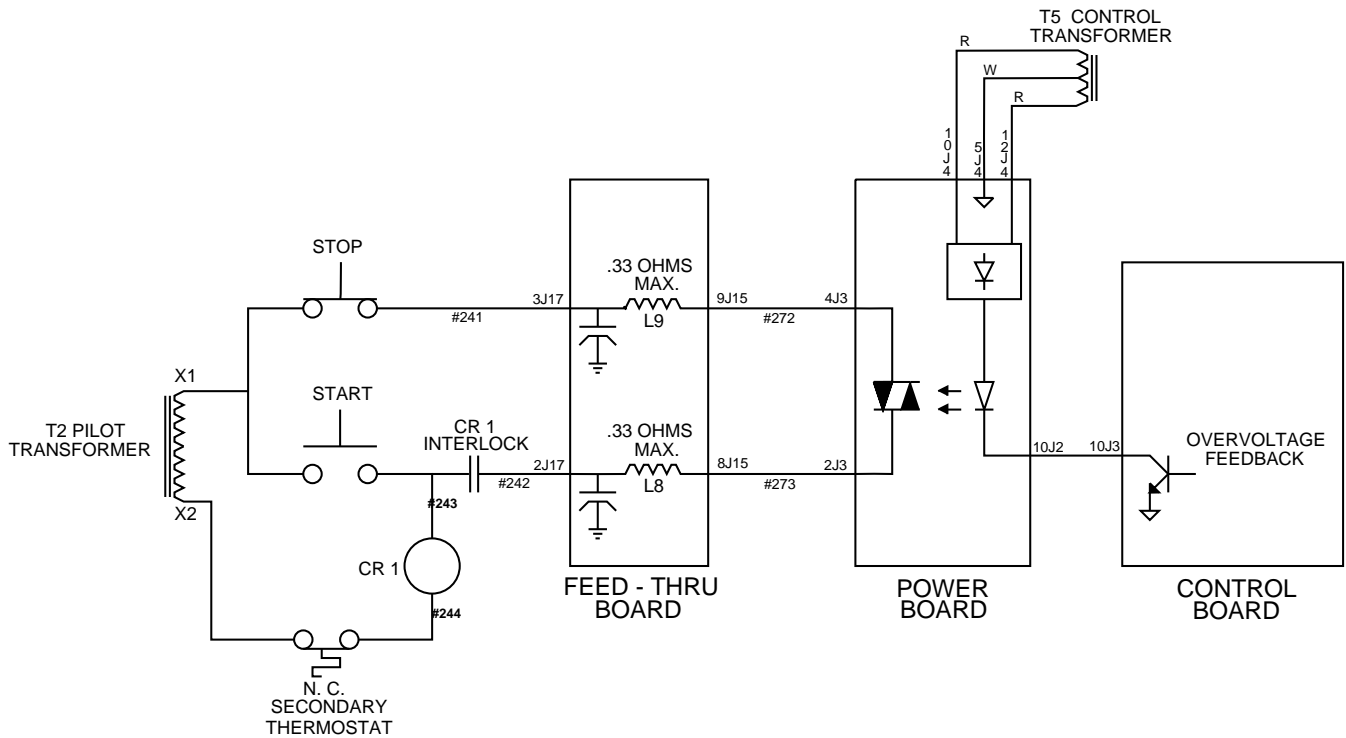 T5 CONTROL
TRANSFORMER
R
W
R
10J4
5J4
12J4
STOP
.33 OHMS
MAX.
3J17
#241
L9
9J15
#272
4J3
X1
START
T2 PILOT
TRANSFORMER
CR 1
INTERLOCK
.33 OHMS
MAX.
2J17
#242
L8
8J15
#273
2J3
10J2
10J3
OVERVOLTAGE
FEEDBACK
X2
#243
CR 1
#244
FEED - THRU
BOARD
POWER
BOARD
CONTROL
BOARD
N. C.
SECONDARY
THERMOSTAT